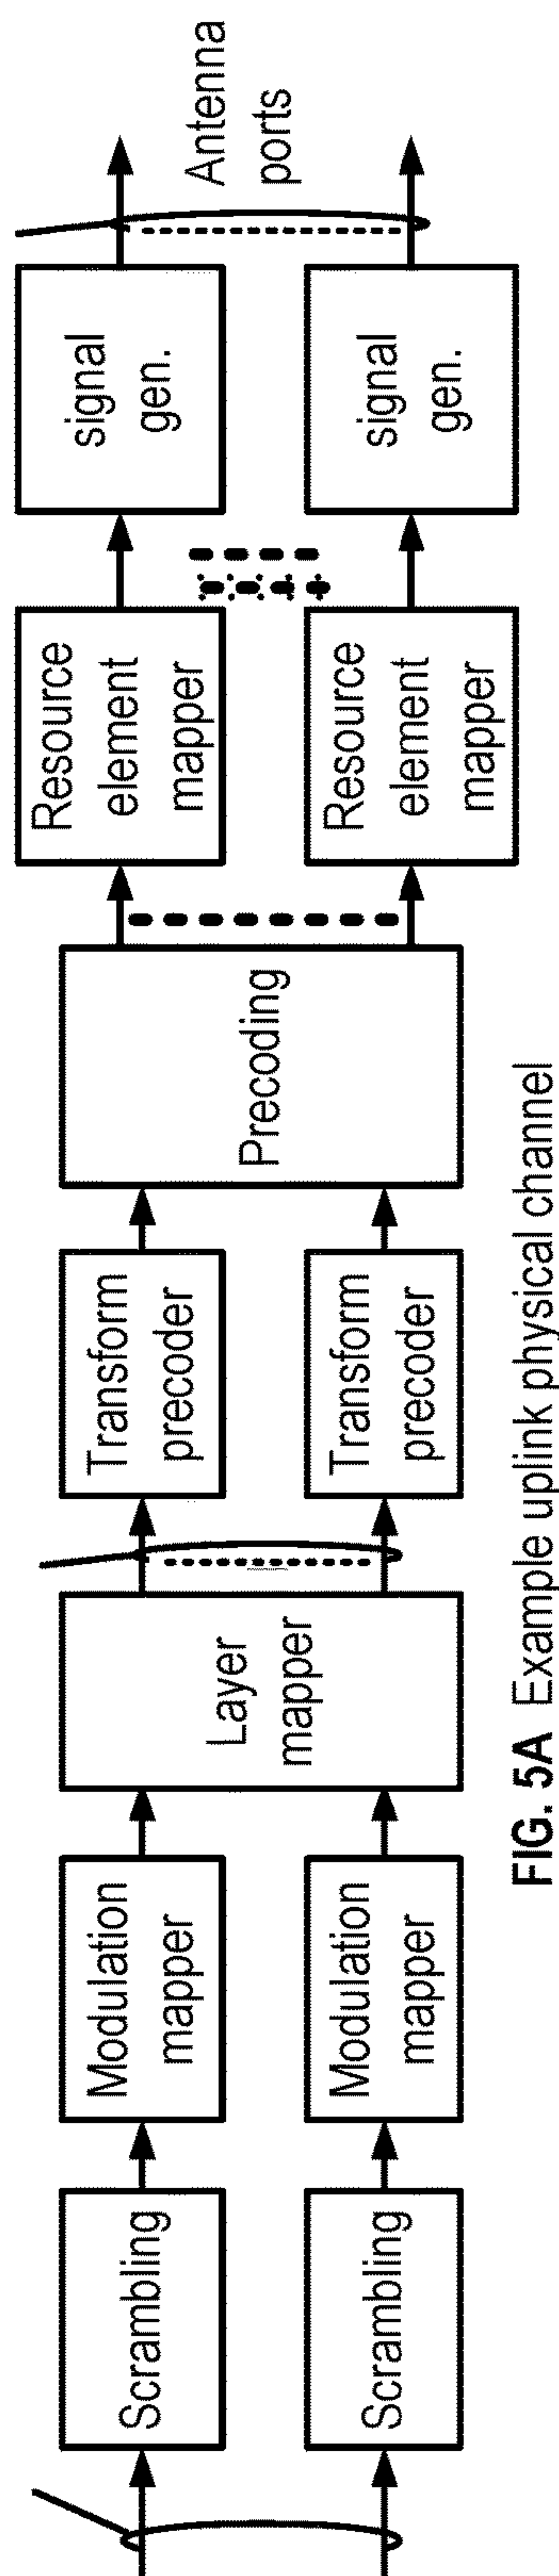 Scrambling
Scrambling
Modulation
mapper
Modulation
mapper
Layer
mapper
Transform
precoder
Transform
precoder
Precoding
Resource
element
mapper
Resource
element
mapper
signal
gen.
signal
gen.
Antenna
ports
FIG. 5A Example uplink physical channel